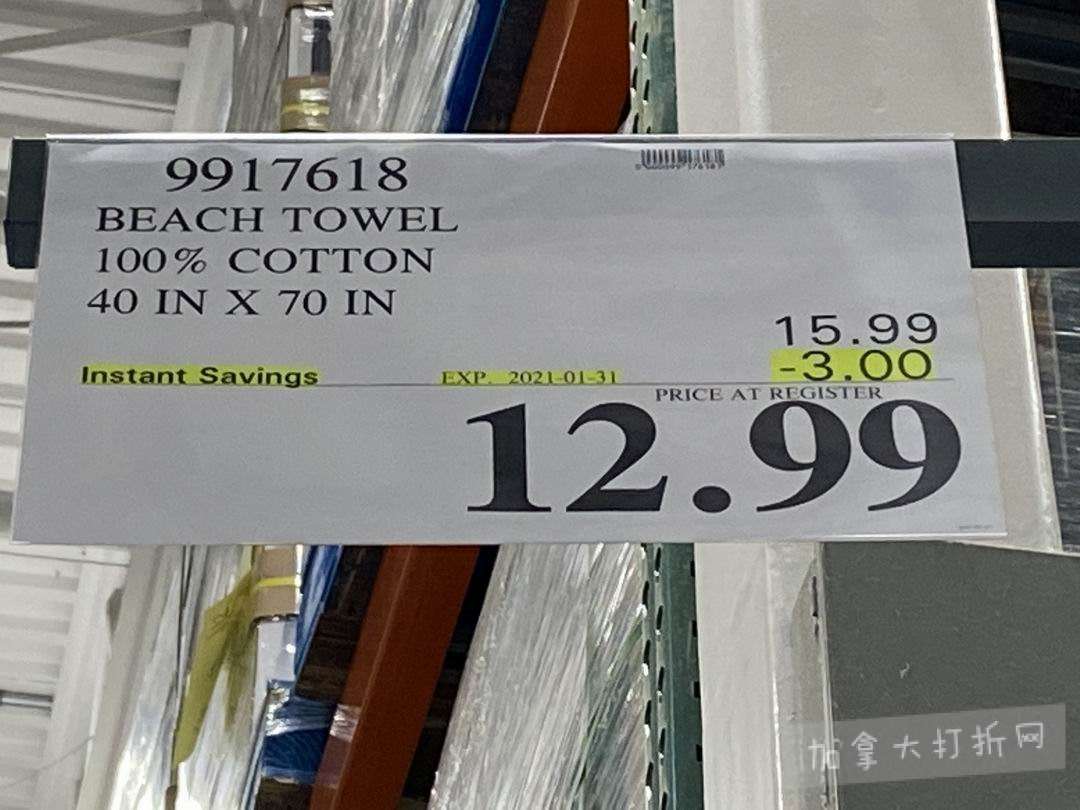 9917618
BEACH TOWEL
100% COTTON
40 IN X 70 IN
15.99
-3.00
Instant Savings EXP. 2021-01-31
PRICE AT REGISTER
12.99
加拿大打折网